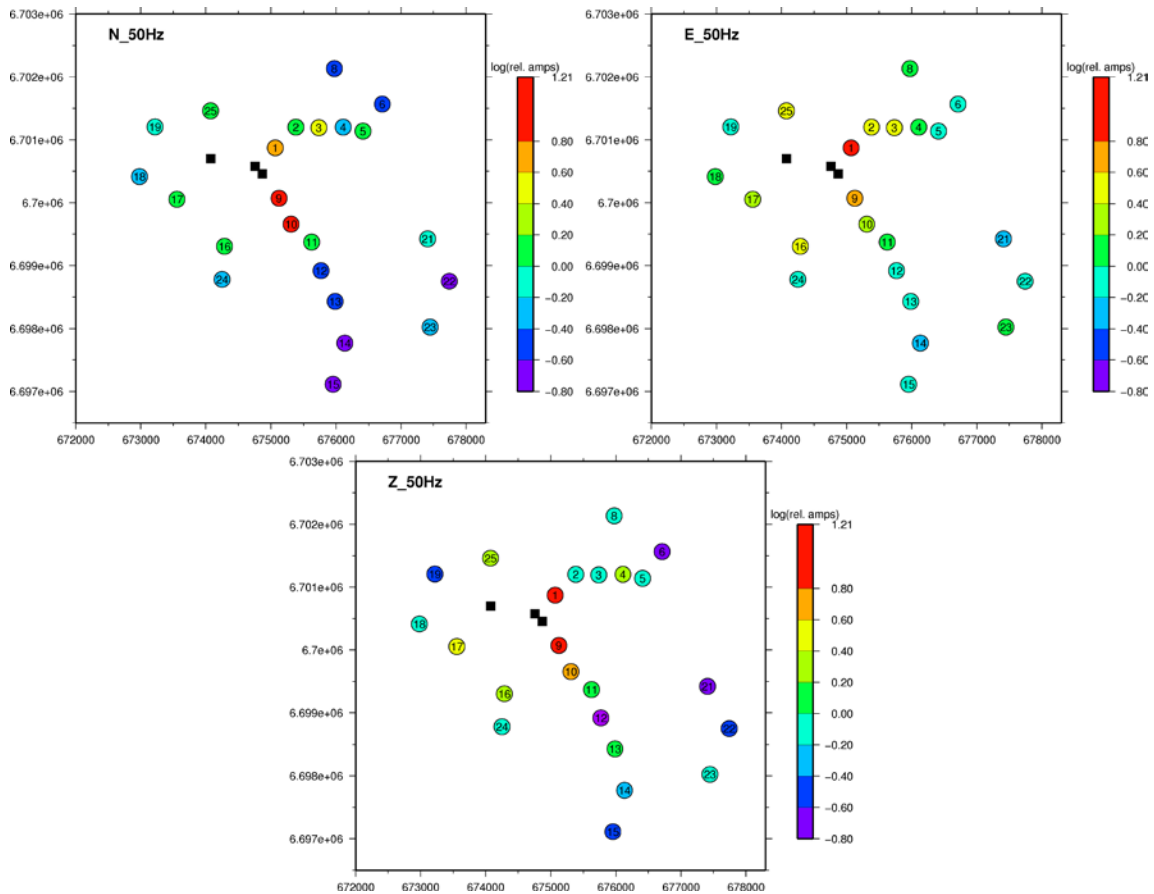 N_50Hz
6.703e+06
6.702e+06
6.701e+06
6.7e+06
6.699e+06
6.698e+06
6.697e+06
672000 673000 674000 675000 676000 677000 678000
8
6
25
19
2 3 4 5
1
18
17
9
10
16
11
21
24
12
22
13
23
14
15
log(rel. amps)
1.21
0.80
0.60
0.40
0.20
0.00
−0.20
−0.40
−0.60
−0.80
E_50Hz
6.703e+06
6.702e+06
6.701e+06
6.7e+06
6.699e+06
6.698e+06
6.697e+06
672000 673000 674000 675000 676000 677000 678000
8
6
25
19
2 3 4 5
1
18
17
9
10
16
11
21
24
12
22
13
23
14
15
log(rel. amps)
1.21
0.80
0.60
0.40
0.20
0.00
−0.20
−0.40
−0.60
−0.80
Z_50Hz
6.703e+06
6.702e+06
6.701e+06
6.7e+06
6.699e+06
6.698e+06
6.697e+06
672000 673000 674000 675000 676000 677000 678000
8
6
25
19
2 3 4 5
1
18
17
9
10
16
11
21
24
12
22
13
23
14
15
log(rel. amps)
1.21
0.80
0.60
0.40
0.20
0.00
−0.20
−0.40
−0.60
−0.80